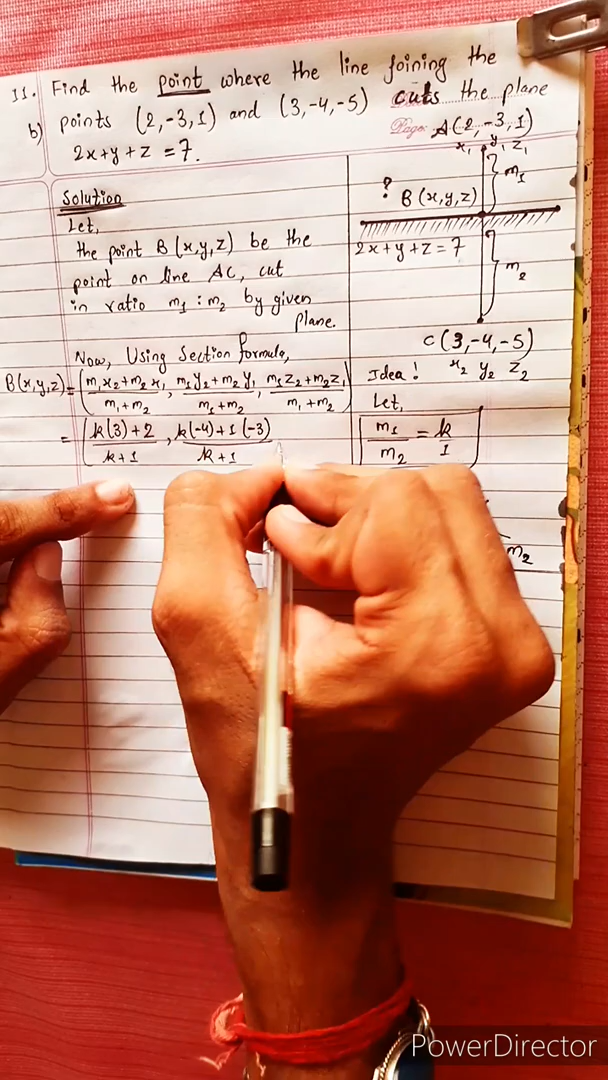 11. Find the point where the line joining the
b) points (2,-3,1) and (3,-4,-5) cuts the plane
2x+y+z=7.
Page:
A(2,-3,1)
x₁ y₁ z₁
m₁
? B(x,y,z)
2x+y+z=7
m₂
C(3,-4,-5)
x₂ y₂ z₂
Solution
Let,
the point B(x,y,z) be the
point on line AC, cut
in ratio m₁:m₂ by given
plane.
Now, Using Section formula,
B(x,y,z)=((m₁x₂+m₂x₁)/(m₁+m₂), (m₁y₂+m₂y₁)/(m₁+m₂), (m₁z₂+m₂z₁)/(m₁+m₂))
= ((k(3)+2)/(k+1), (k(-4)+1(-3))/(k+1)
Idea!
Let,
m₁/m₂ = k/1
m₂
PowerDirector